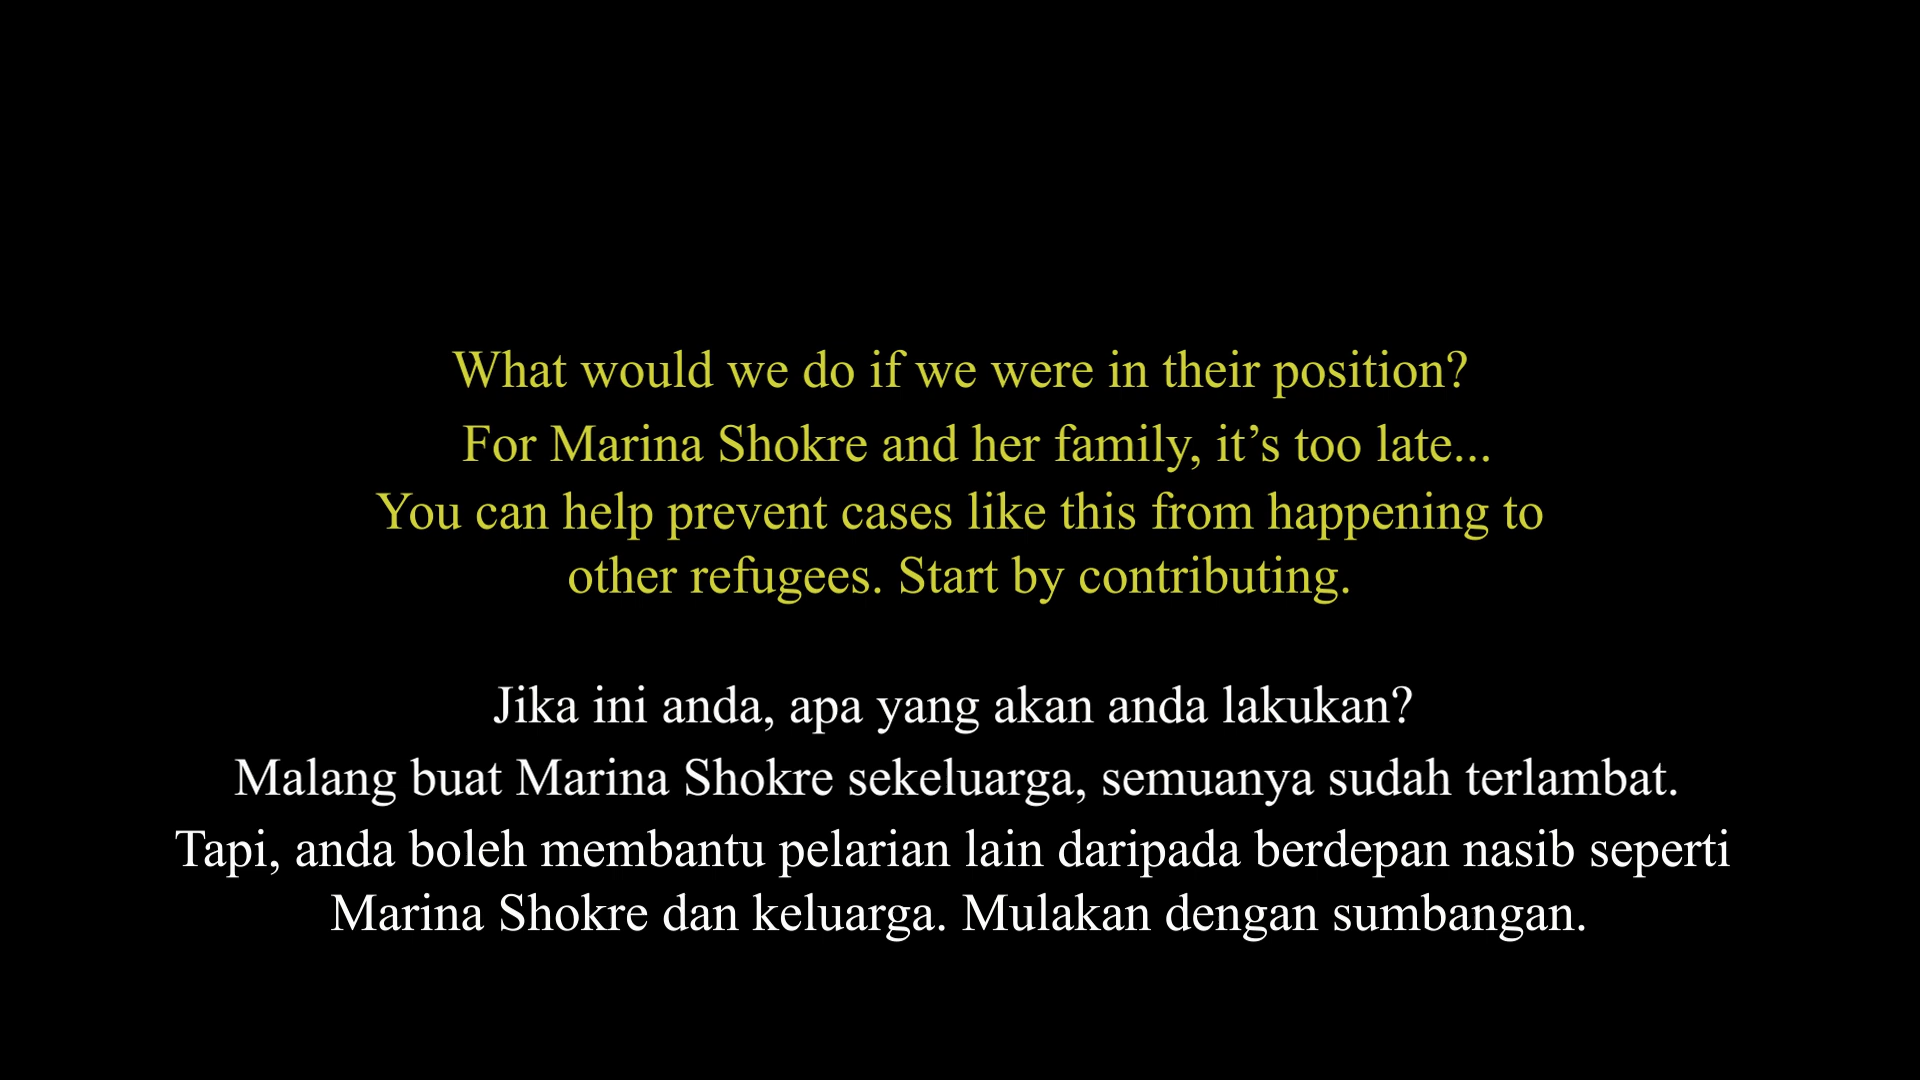 What would we do if we were in their position?
For Marina Shokre and her family, it’s too late...
You can help prevent cases like this from happening to
other refugees. Start by contributing.
Jika ini anda, apa yang akan anda lakukan?
Malang buat Marina Shokre sekeluarga, semuanya sudah terlambat.
Tapi, anda boleh membantu pelarian lain daripada berdepan nasib seperti
Marina Shokre dan keluarga. Mulakan dengan sumbangan.